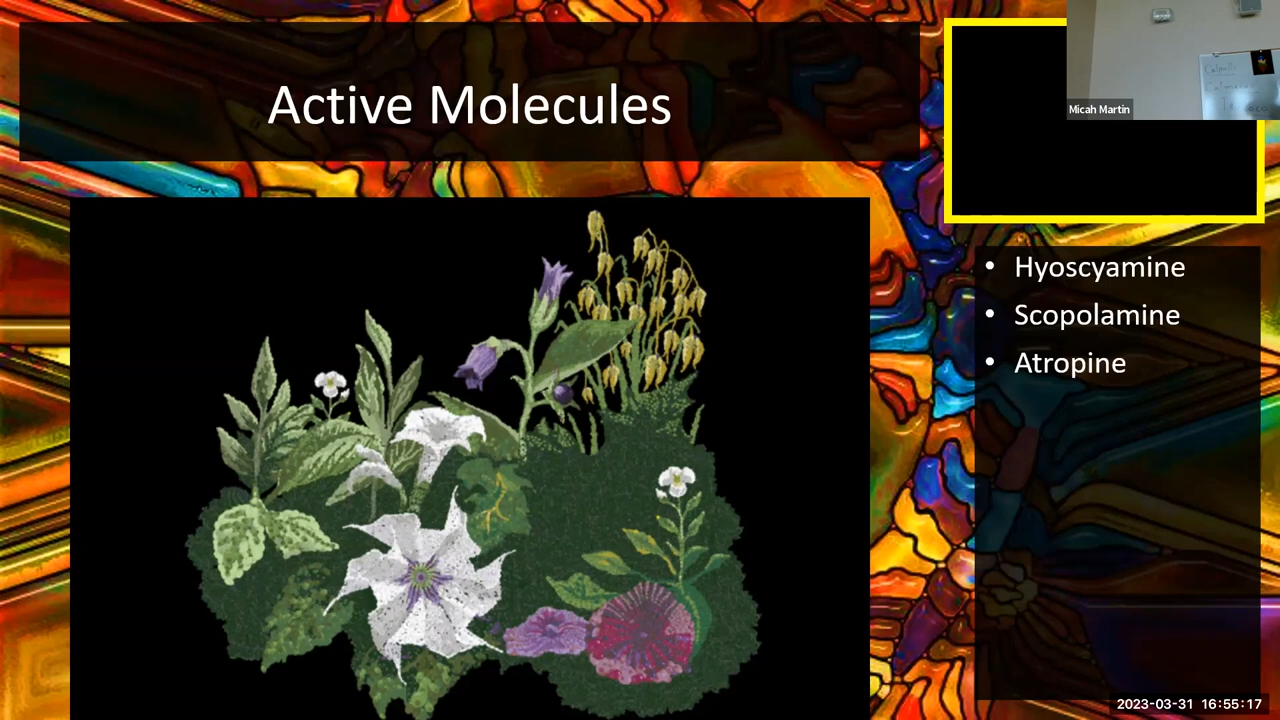 Active Molecules
Micah Martin
• Hyoscyamine
• Scopolamine
• Atropine
2023-03-31 16:55:17